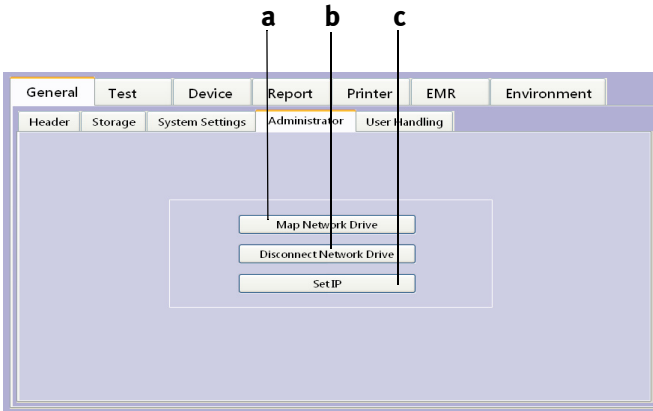 a b c
General Test Device Report Printer EMR Environment
Header Storage System Settings Administrator User Handling
Map Network Drive
Disconnect Network Drive
Set IP